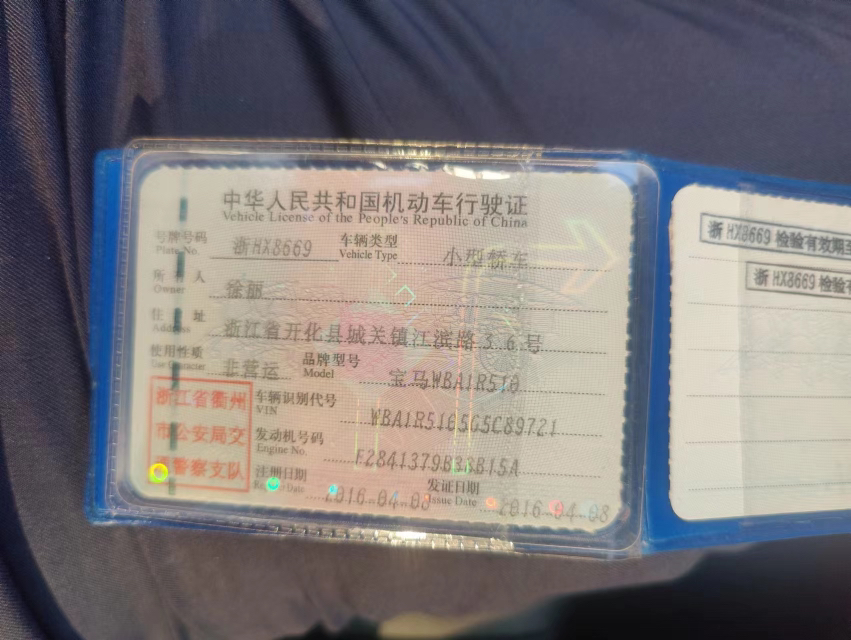 中华人民共和国机动车行驶证
Vehicle License of the People's Republic of China
号牌号码 浙HX8669 车辆类型 小型轿车
Plate No. Vehicle Type
所 有 人 徐丽
Owner
住 址 浙江省开化县城关镇江滨路36号
Address
使用性质 非营运 品牌型号 宝马WBA1R510
Use Character Model
浙江省衢州 车辆识别代号 WBA1R5165G5C89721
VIN
市公安局交 发动机号码
Engine No.
通警察支队 注册日期 2016-04-08 发证日期 2016-04-08
Issue Date
浙HX8669 检验有效期至
浙HX8669 检验有